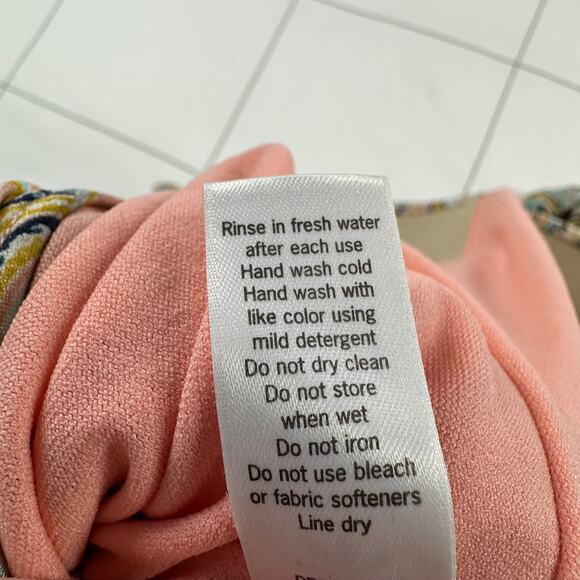 Rinse in fresh water
after each use
Hand wash cold
Hand wash with
like color using
mild detergent
Do not dry clean
Do not store
when wet
Do not iron
Do not use bleach
or fabric softeners
Line dry